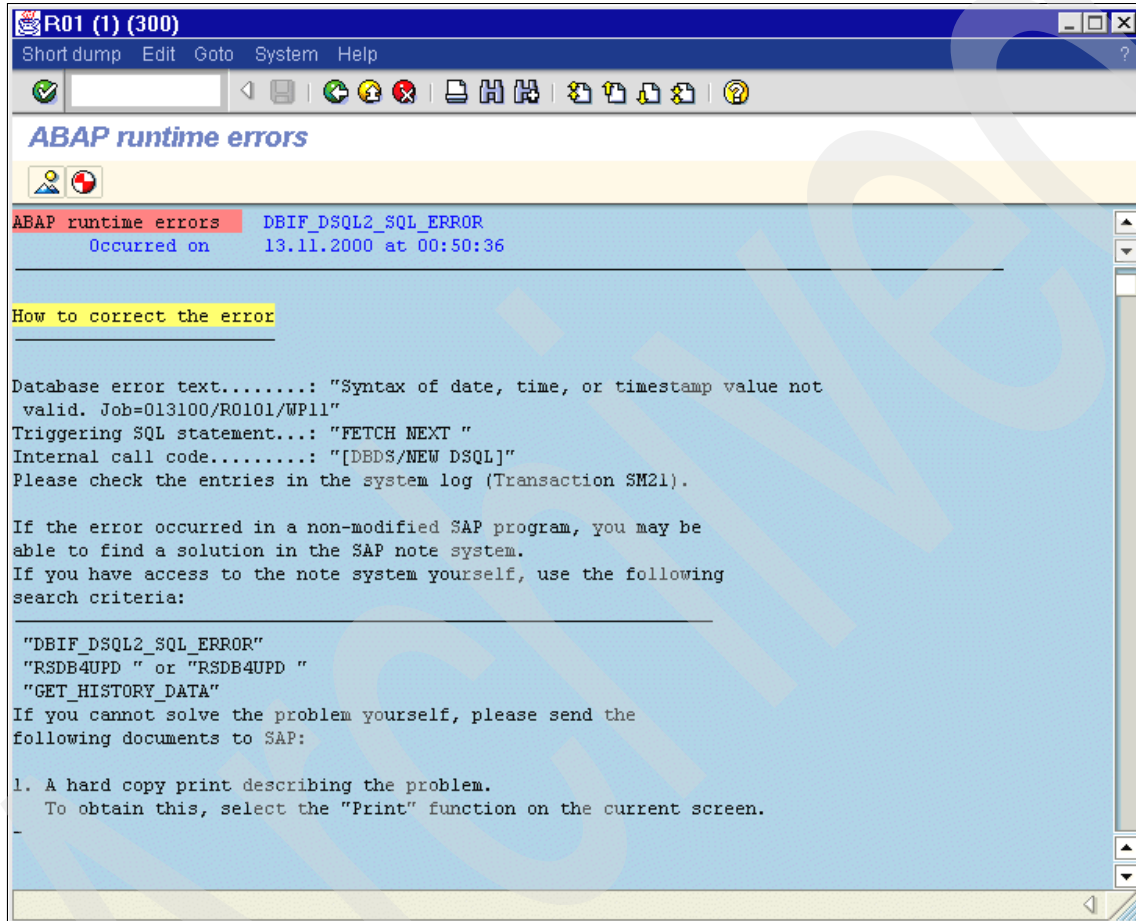 R01 (1) (300)
Short dump Edit Goto System Help ?
ABAP runtime errors
ABAP runtime errors DBIF_DSQL2_SQL_ERROR
Occurred on 13.11.2000 at 00:50:36
How to correct the error
Database error text........: "Syntax of date, time, or timestamp value not
valid. Job=013100/R0101/WP11"
Triggering SQL statement...: "FETCH NEXT "
Internal call code.........: "[DBDS/NEW DSQL]"
Please check the entries in the system log (Transaction SM21).
If the error occurred in a non-modified SAP program, you may be
able to find a solution in the SAP note system.
If you have access to the note system yourself, use the following
search criteria:
"DBIF_DSQL2_SQL_ERROR"
"RSDB4UPD " or "RSDB4UPD "
"GET_HISTORY_DATA"
If you cannot solve the problem yourself, please send the
following documents to SAP:
1. A hard copy print describing the problem.
To obtain this, select the "Print" function on the current screen.
-